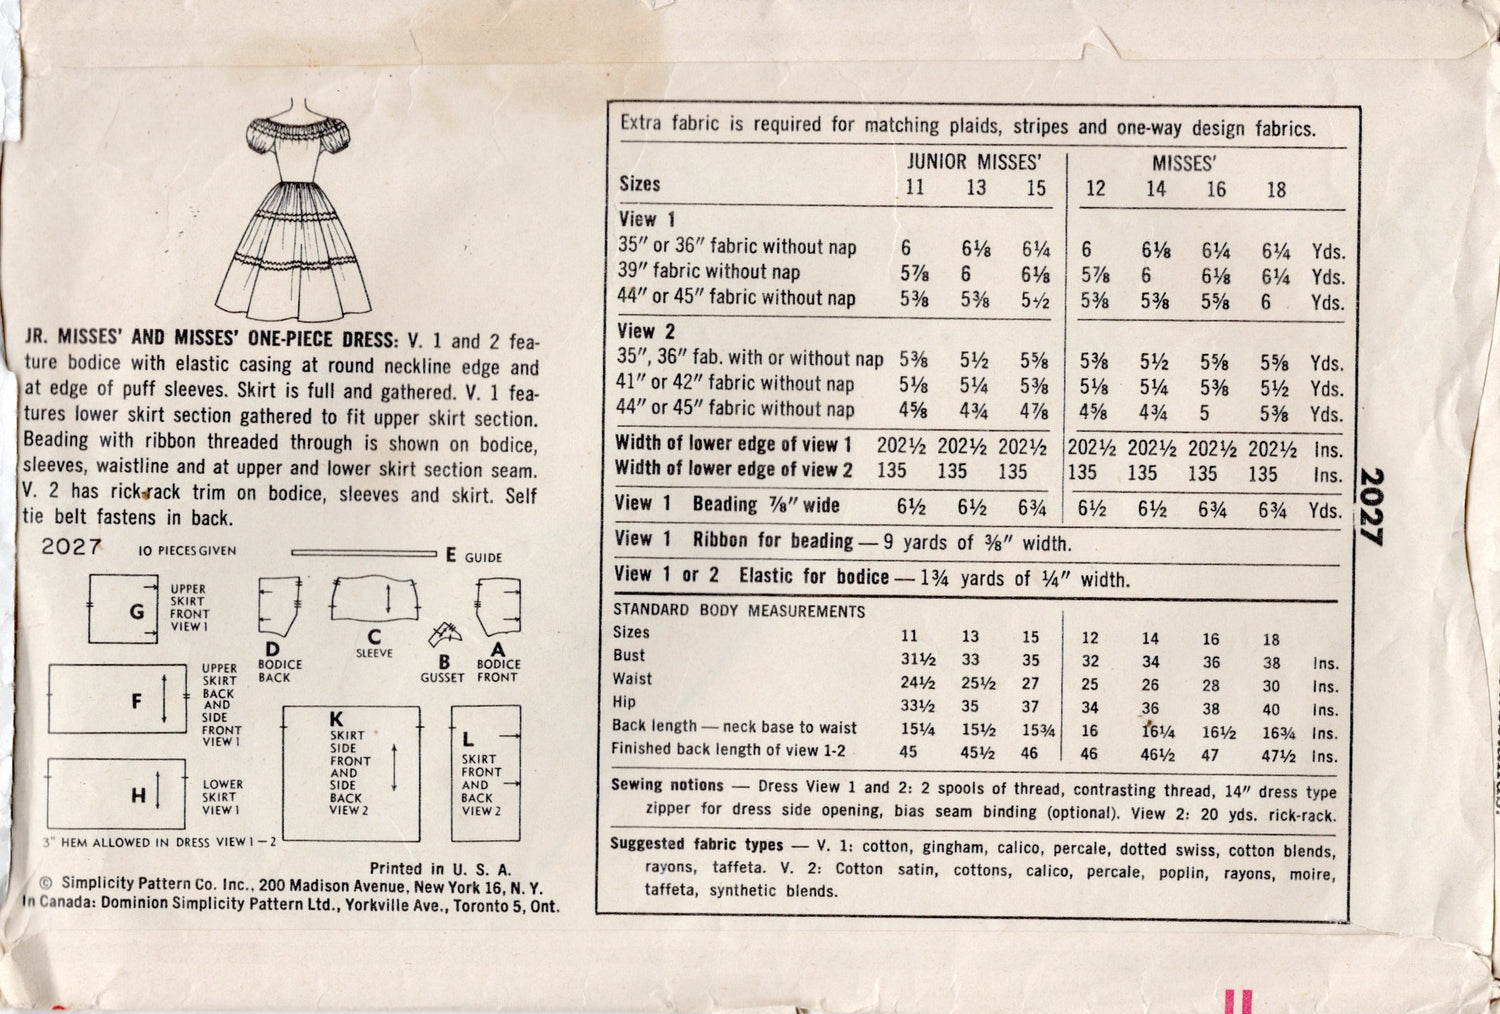 JR. MISSES' AND MISSES' ONE-PIECE DRESS: V. 1 and 2 fea-
ture bodice with elastic casing at round neckline edge and
at edge of puff sleeves. Skirt is full and gathered. V. 1 fea-
tures lower skirt section gathered to fit upper skirt section.
Beading with ribbon threaded through is shown on bodice,
sleeves, waistline and at upper and lower skirt section seam.
V. 2 has rick-rack trim on bodice, sleeves and skirt. Self
tie belt fastens in back.
2027 10 PIECES GIVEN
E GUIDE
G UPPER
SKIRT
FRONT
VIEW 1
D
BODICE
BACK
C
SLEEVE
B
GUSSET
A
BODICE
FRONT
F UPPER
SKIRT
BACK
AND
SIDE
FRONT
VIEW 1
K
SKIRT
SIDE
FRONT
AND
SIDE
BACK
VIEW 2
L
SKIRT
FRONT
AND
BACK
VIEW 2
H LOWER
SKIRT
VIEW 1
3" HEM ALLOWED IN DRESS VIEW 1-2
Printed in U. S. A.
© Simplicity Pattern Co. Inc., 200 Madison Avenue, New York 16, N. Y.
In Canada: Dominion Simplicity Pattern Ltd., Yorkville Ave., Toronto 5, Ont.
Extra fabric is required for matching plaids, stripes and one-way design fabrics.
JUNIOR MISSES' MISSES'
Sizes 11 13 15 12 14 16 18
View 1
35" or 36" fabric without nap 6 6⅛ 6¼ 6 6⅛ 6¼ 6¼ Yds.
39" fabric without nap 5⅞ 6 6⅛ 5⅞ 6 6⅛ 6¼ Yds.
44" or 45" fabric without nap 5⅜ 5⅜ 5½ 5⅜ 5⅜ 5⅝ 6 Yds.
View 2
35", 36" fab. with or without nap 5⅜ 5½ 5⅝ 5⅜ 5½ 5⅝ 5⅝ Yds.
41" or 42" fabric without nap 5⅛ 5¼ 5⅜ 5⅛ 5¼ 5⅜ 5½ Yds.
44" or 45" fabric without nap 4⅝ 4¾ 4⅞ 4⅝ 4¾ 5 5⅜ Yds.
Width of lower edge of view 1 202½ 202½ 202½ 202½ 202½ 202½ 202½ Ins.
Width of lower edge of view 2 135 135 135 135 135 135 135 Ins.
View 1 Beading ⅞" wide 6½ 6½ 6¾ 6½ 6½ 6¾ 6¾ Yds.
View 1 Ribbon for beading — 9 yards of ⅜" width.
View 1 or 2 Elastic for bodice — 1¾ yards of ¼" width.
STANDARD BODY MEASUREMENTS
Sizes 11 13 15 12 14 16 18
Bust 31½ 33 35 32 34 36 38 Ins.
Waist 24½ 25½ 27 25 26 28 30 Ins.
Hip 33½ 35 37 34 36 38 40 Ins.
Back length — neck base to waist 15¼ 15½ 15¾ 16 16¼ 16½ 16¾ Ins.
Finished back length of view 1-2 45 45½ 46 46 46½ 47 47½ Ins.
Sewing notions — Dress View 1 and 2: 2 spools of thread, contrasting thread, 14" dress type
zipper for dress side opening, bias seam binding (optional). View 2: 20 yds. rick-rack.
Suggested fabric types — V. 1: cotton, gingham, calico, percale, dotted swiss, cotton blends,
rayons, taffeta. V. 2: Cotton satin, cottons, calico, percale, poplin, rayons, moire,
taffeta, synthetic blends.
2027